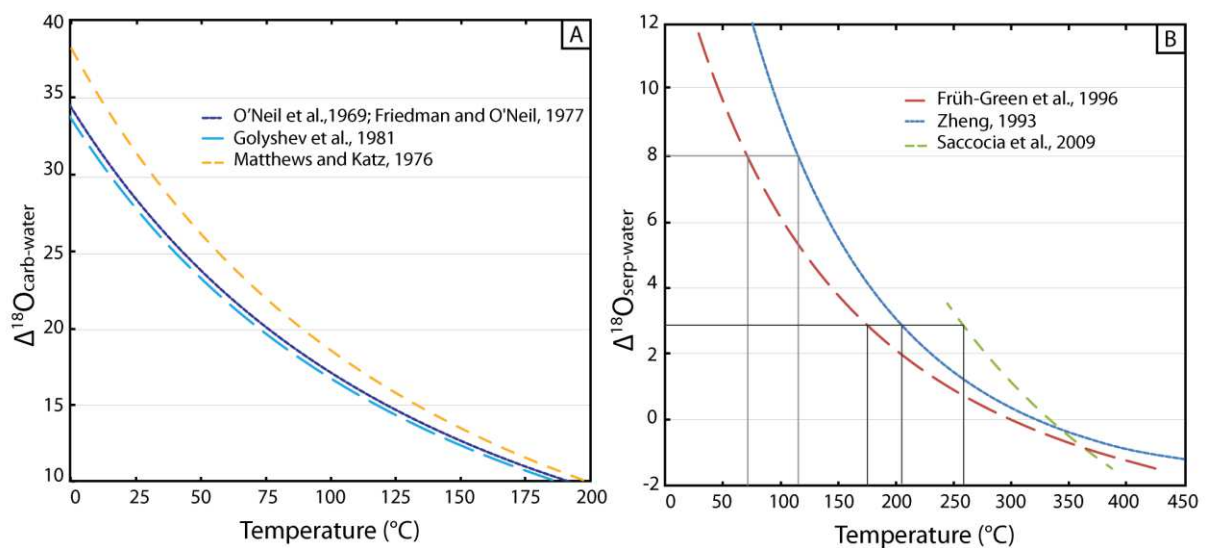 A
O'Neil et al.,1969; Friedman and O'Neil, 1977
Golyshev et al., 1981
Matthews and Katz, 1976
40
35
30
25
20
15
10
Δ18Ocarb-water
0 25 50 75 100 125 150 175 200
Temperature (°C)
B
Früh-Green et al., 1996
Zheng, 1993
Saccocia et al., 2009
12
10
8
6
4
2
0
-2
Δ18Oserp-water
0 50 100 150 200 250 300 350 400 450
Temperature (°C)